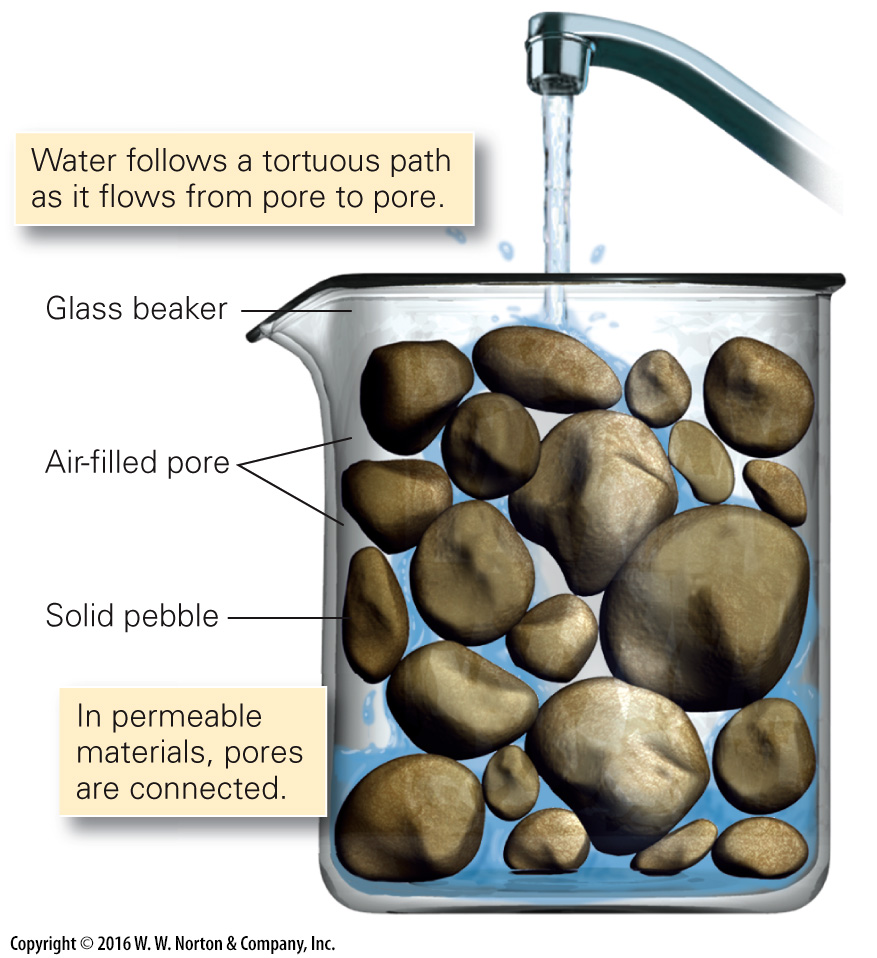 Water follows a tortuous path
as it flows from pore to pore.
Glass beaker
Air-filled pore
Solid pebble
In permeable
materials, pores
are connected.
Copyright © 2016 W. W. Norton & Company, Inc.